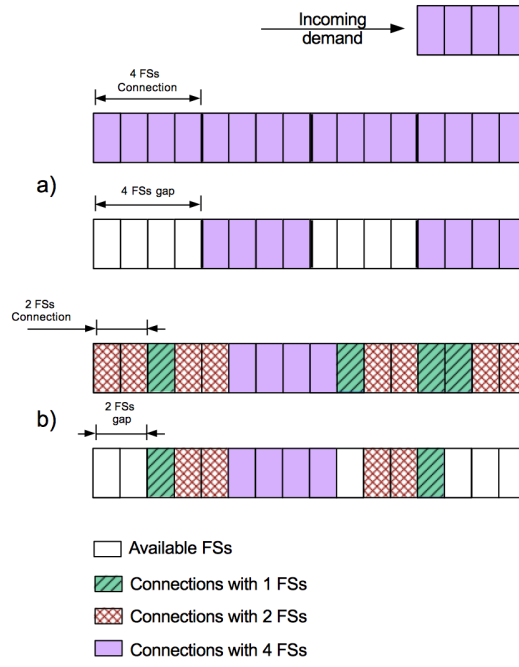 Incoming
demand
4 FSs
Connection
a)
4 FSs gap
2 FSs
Connection
b)
2 FSs
gap
Available FSs
Connections with 1 FSs
Connections with 2 FSs
Connections with 4 FSs